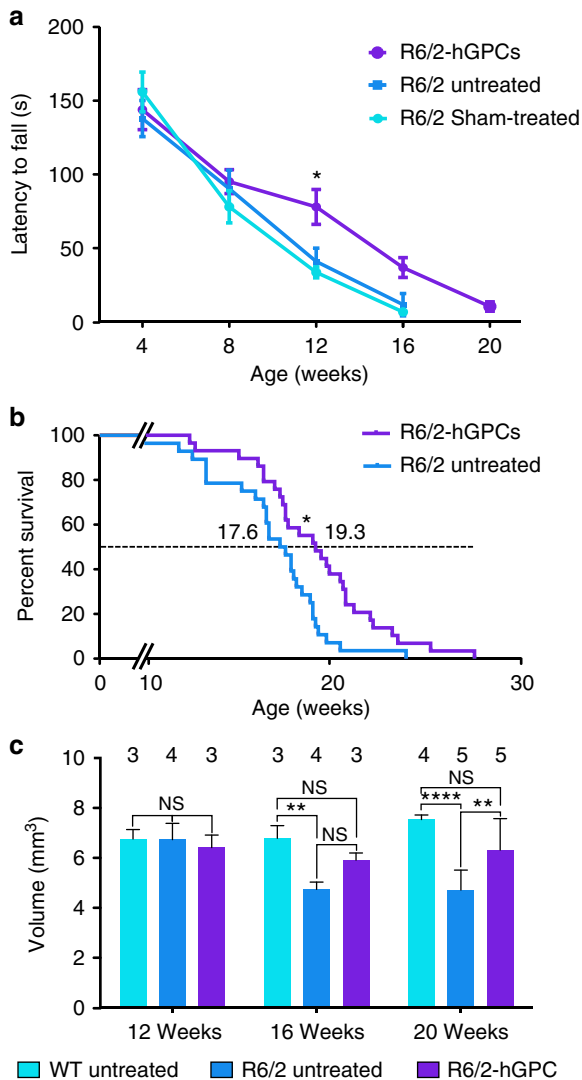 a
200
150
100
50
0
Latency to fall (s)
R6/2-hGPCs
R6/2 untreated
R6/2 Sham-treated
*
4 8 12 16 20
Age (weeks)
b
100
80
60
40
20
0
Percent survival
R6/2-hGPCs
R6/2 untreated
*
17.6 19.3
0 10 20 30
Age (weeks)
c
10
8
6
4
2
0
Volume (mm³)
3 4 3 3 4 3 4 5 5
NS
NS
**
NS
NS
****
**
12 Weeks 16 Weeks 20 Weeks
WT untreated R6/2 untreated R6/2-hGPC